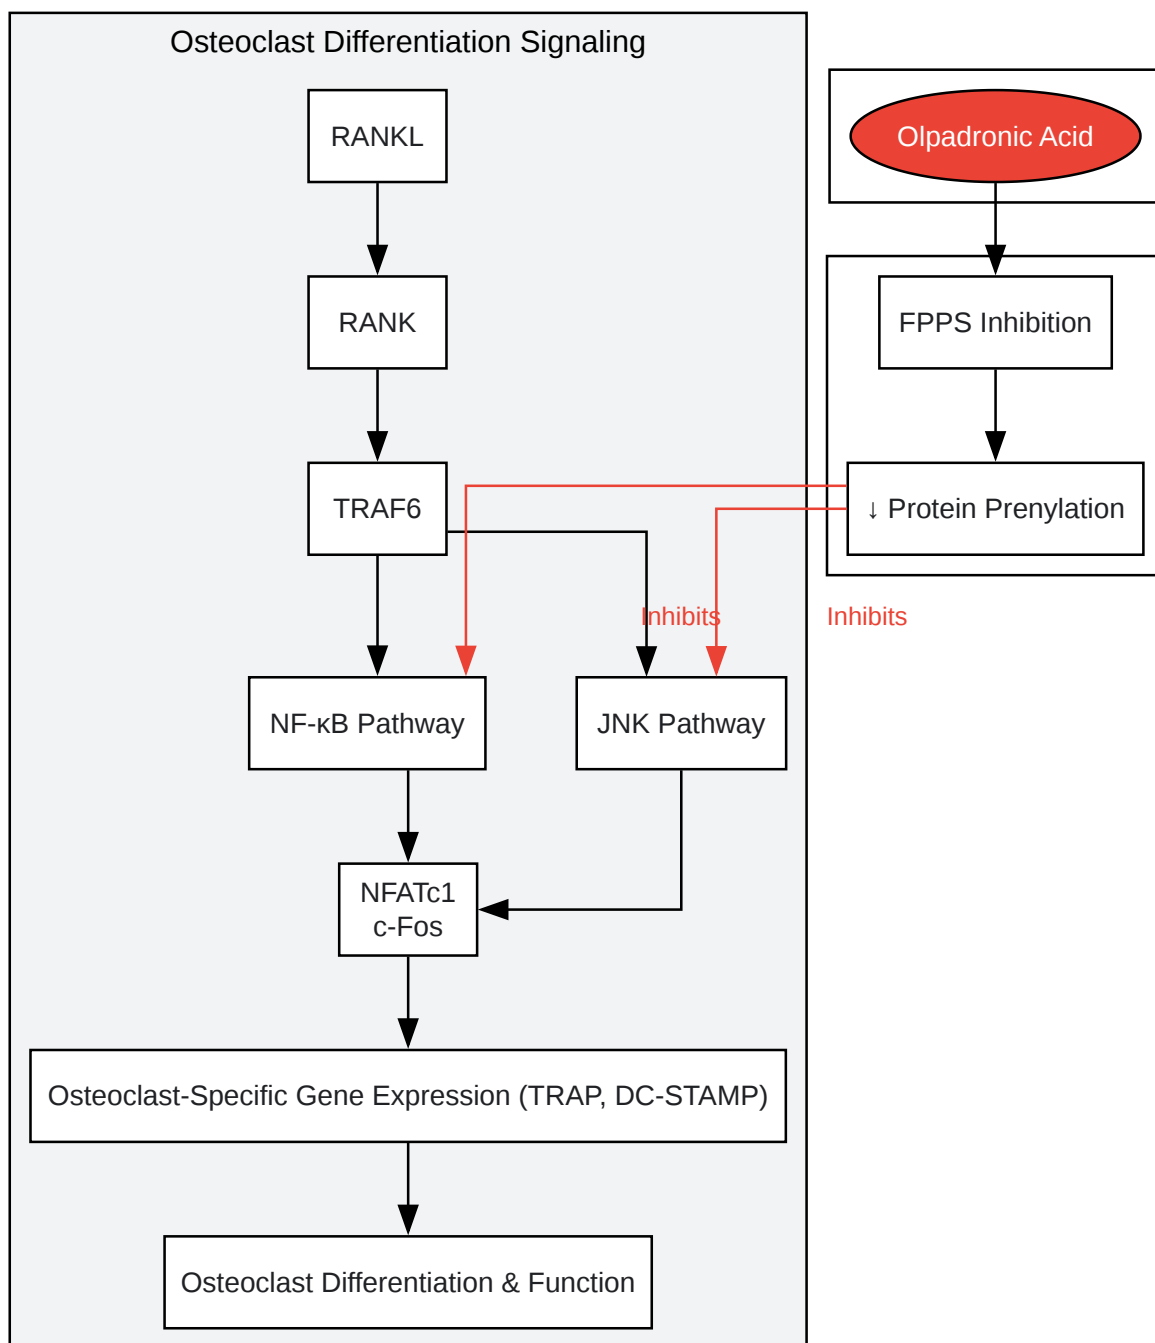 Osteoclast Differentiation Signaling
RANKL
Olpadronic Acid
RANK
FPPS Inhibition
TRAF6
↓ Protein Prenylation
Inhibits
Inhibits
NF-κB Pathway
JNK Pathway
NFATc1
c-Fos
Osteoclast-Specific Gene Expression (TRAP, DC-STAMP)
Osteoclast Differentiation & Function